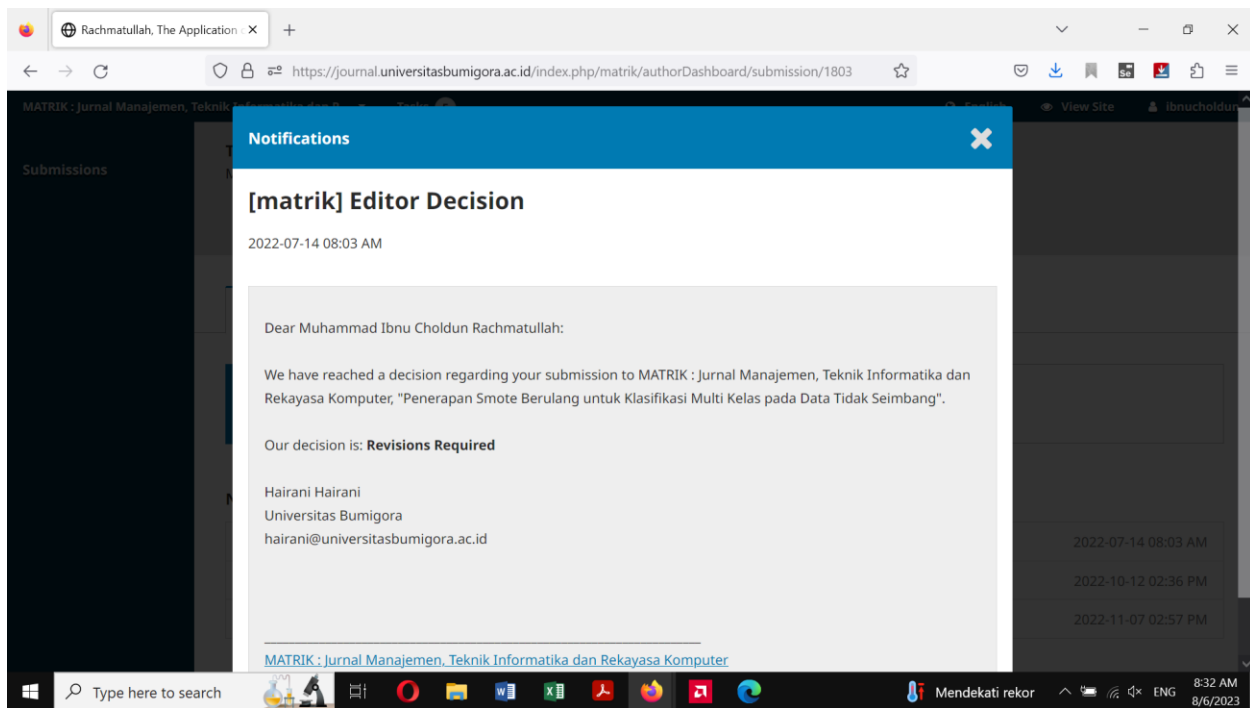 Rachmatullah, The Application
https://journal.universitasbumigora.ac.id/index.php/matrik/authorDashboard/submission/1803
MATRIK : Jurnal Manajemen, Teknik Informatika dan Tasks English View Site ibnucholdun
Submissions
Notifications
[matrik] Editor Decision
2022-07-14 08:03 AM
Dear Muhammad Ibnu Choldun Rachmatullah:
We have reached a decision regarding your submission to MATRIK : Jurnal Manajemen, Teknik Informatika dan
Rekayasa Komputer, "Penerapan Smote Berulang untuk Klasifikasi Multi Kelas pada Data Tidak Seimbang".
Our decision is: Revisions Required
Hairani Hairani
Universitas Bumigora
hairani@universitasbumigora.ac.id
2022-07-14 08:03 AM
2022-10-12 02:36 PM
2022-11-07 02:57 PM
MATRIK : Jurnal Manajemen, Teknik Informatika dan Rekayasa Komputer
Type here to search
Mendekati rekor
ENG
8:32 AM
8/6/2023